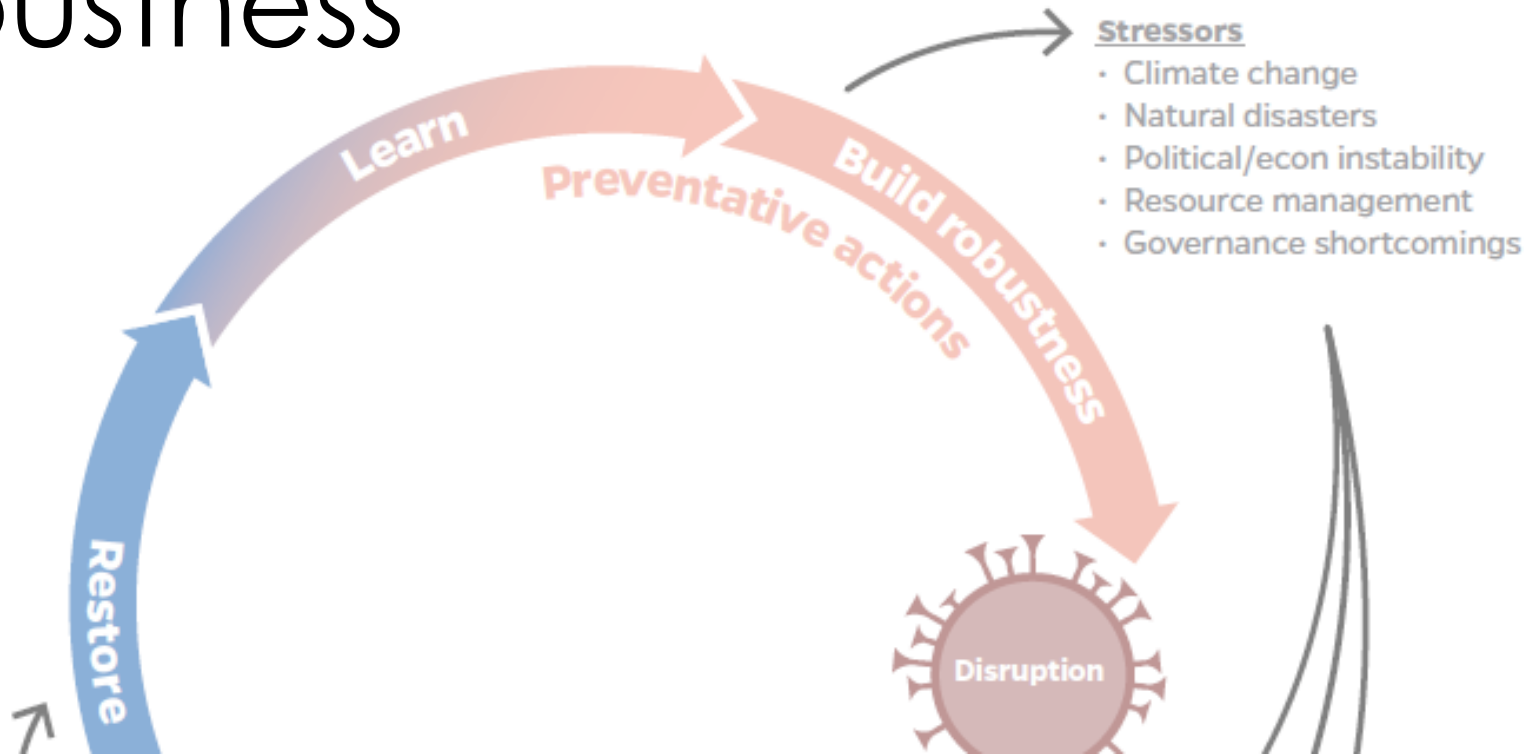 Stressors
· Climate change
· Natural disasters
· Political/econ instability
· Resource management
· Governance shortcomings
Learn
Build robustness
Preventative actions
Restore
Disruption